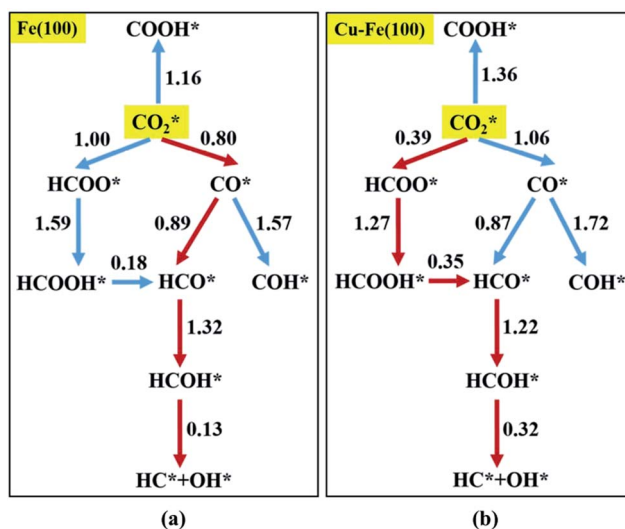 Fe(100)
COOH*
1.16
CO₂*
1.00
0.80
HCOO*
CO*
1.59
0.89
1.57
0.18
HCOOH*
HCO*
COH*
1.32
HCOH*
0.13
HC*+OH*
(a)
Cu-Fe(100)
COOH*
1.36
CO₂*
0.39
1.06
HCOO*
CO*
1.27
0.87
1.72
0.35
HCOOH*
HCO*
COH*
1.22
HCOH*
0.32
HC*+OH*
(b)